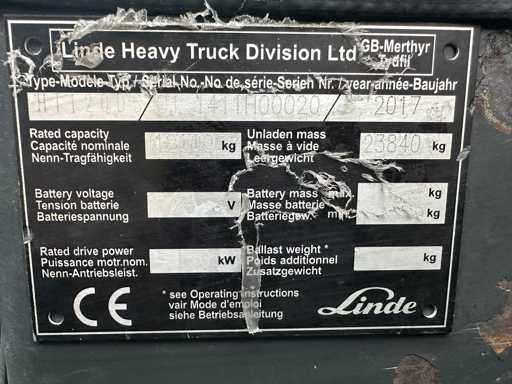 Linde Heavy Truck Division Ltd
GB-Merthyr
Tydfil
Type-Modele-Typ / Serial No.-No de série-Serien Nr. / year-année-Baujahr
2017
Rated capacity
Capacité nominale
Nenn-Tragfähigkeit
kg
Unladen mass
Masse à vide
Leergewicht
23840 kg
Battery voltage
Tension batterie
Batteriespannung
V
Battery mass max.
Masse batterie
Batteriegew. min.
kg
kg
Rated drive power
Puissance motr.nom.
Nenn-Antriebsleist.
kW
Ballast weight *
Poids additionnel
Zusatzgewicht
kg
CE
* see Operating Instructions
vair Mode d'emploi
siehe Betriebsanleitung
Linde